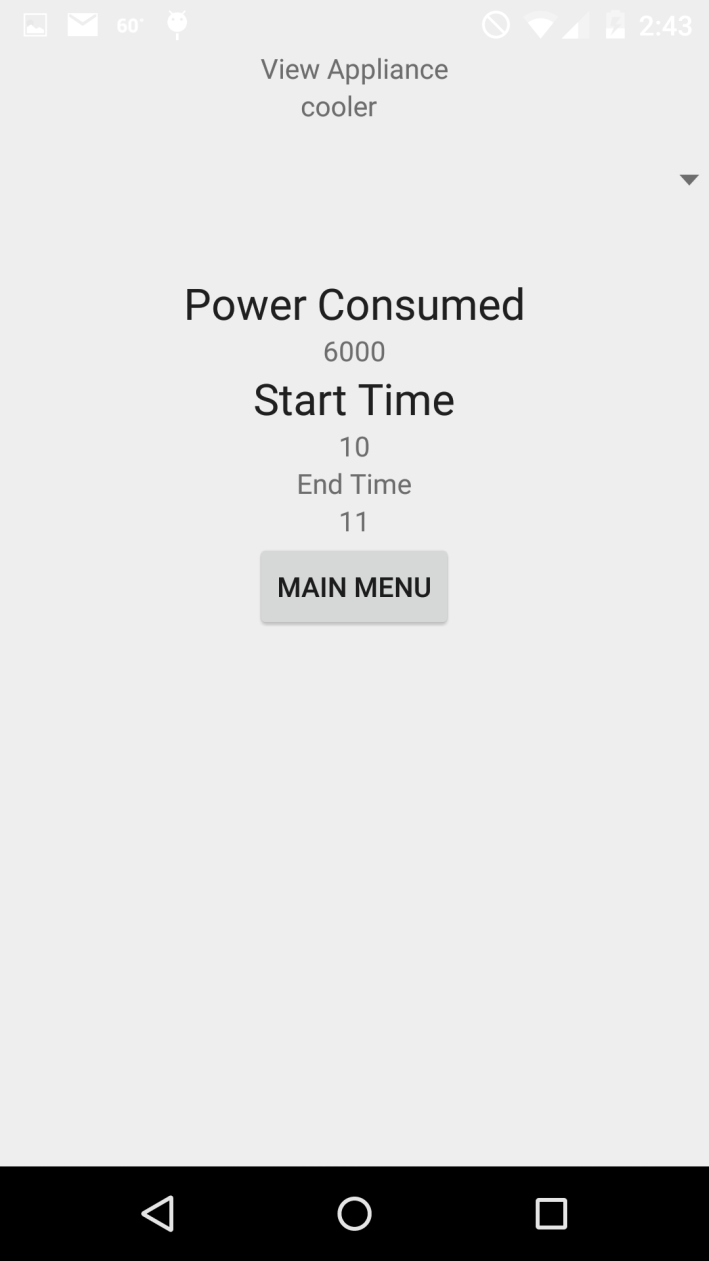 60°
2:43
View Appliance
cooler
Power Consumed
6000
Start Time
10
End Time
11
MAIN MENU